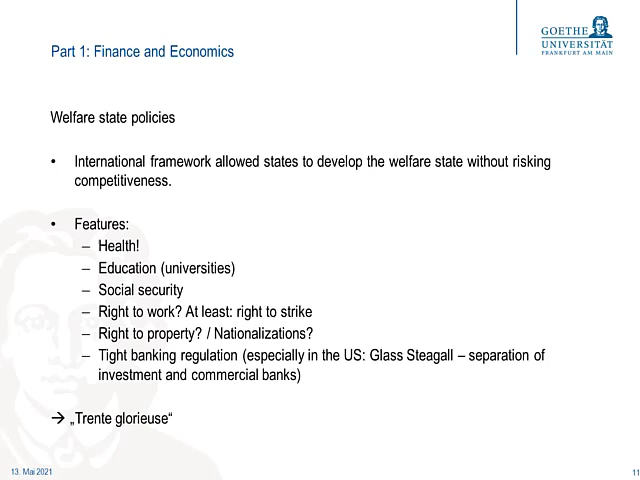 GOETHE
UNIVERSITÄT
FRANKFURT AM MAIN
Part 1: Finance and Economics
Welfare state policies
• International framework allowed states to develop the welfare state without risking
competitiveness.
• Features:
– Health!
– Education (universities)
– Social security
– Right to work? At least: right to strike
– Right to property? / Nationalizations?
– Tight banking regulation (especially in the US: Glass Steagall – separation of
investment and commercial banks)
→ „Trente glorieuse“
13. Mai 2021
11